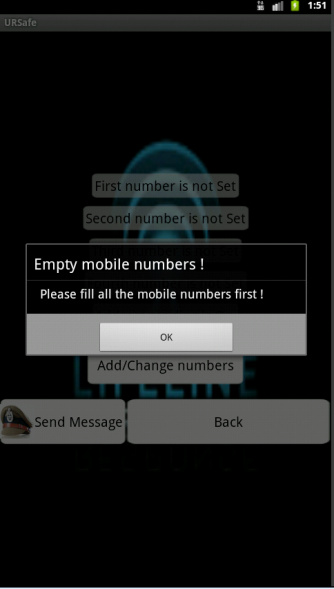 1:51
URSafe
First number is not Set
Second number is not Set
Empty mobile numbers !
Please fill all the mobile numbers first !
OK
Add/Change numbers
LIFELINE
Send Message
Back